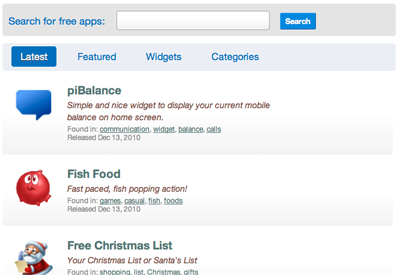 Search for free apps:
Search
Latest
Featured
Widgets
Categories
piBalance
Simple and nice widget to display your current mobile
balance on home screen.
Found in: communication, widget, balance, calls
Released Dec 13, 2010
Fish Food
Fast paced, fish popping action!
Found in: games, casual, fish, foods
Released Dec 13, 2010
Free Christmas List
Your Christmas List or Santa's List
Found in: shopping, list, Christmas, gifts